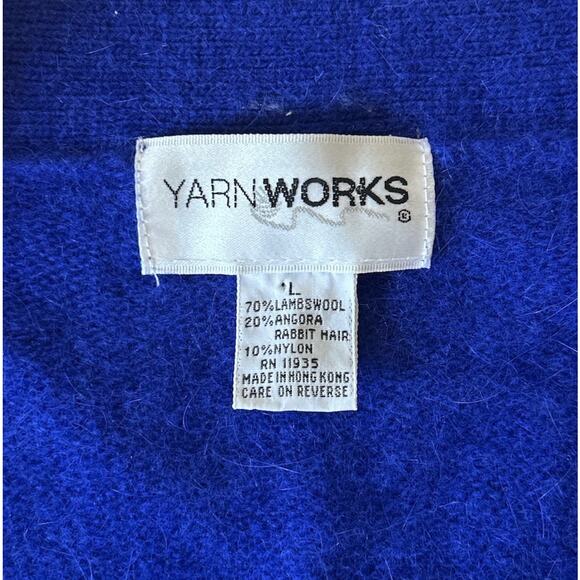 YARNWORKS
®
L
70%LAMBSWOOL
20%ANGORA
RABBIT HAIR
10%NYLON
RN 11935
MADE IN HONG KONG
CARE ON REVERSE